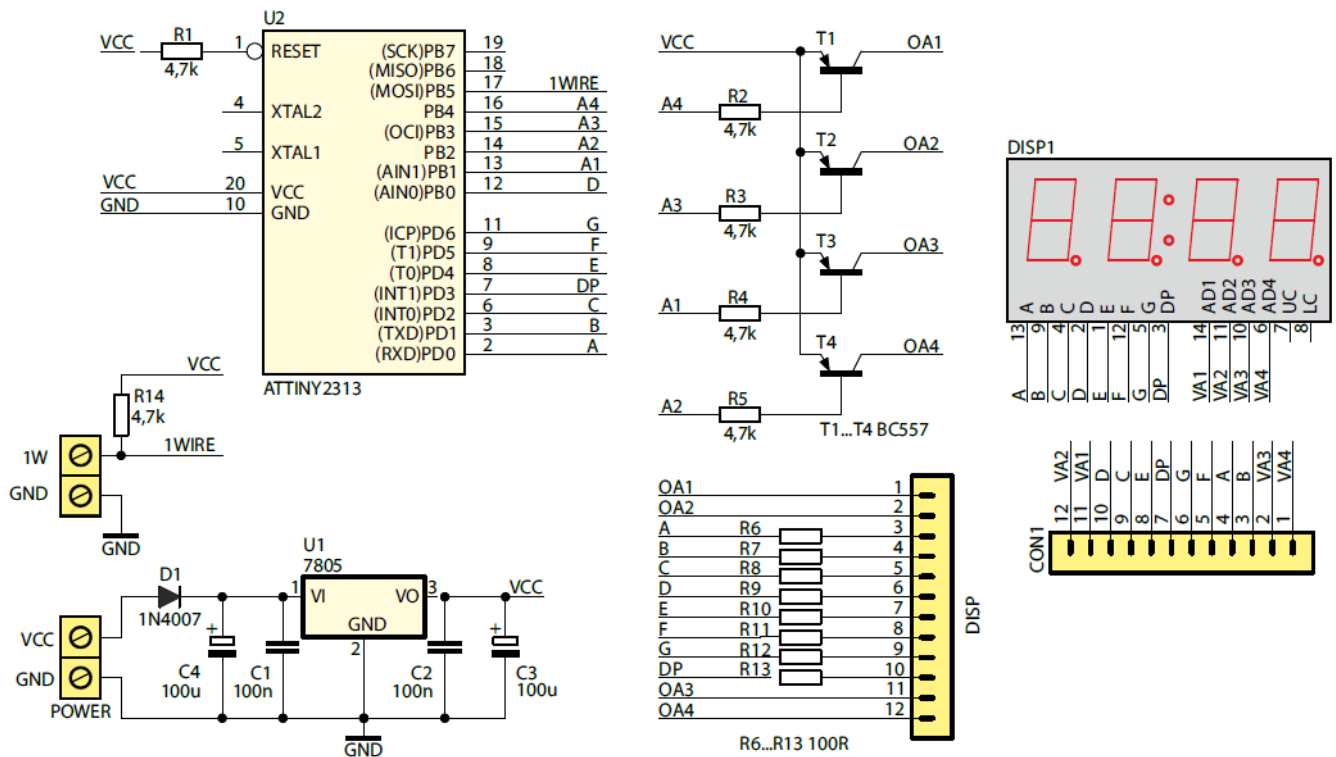 U2
VCC
R1
4,7k
1
RESET
(SCK)PB7
19
(MISO)PB6
18
(MOSI)PB5
17
1WIRE
4
XTAL2
PB4
16
A4
(OCI)PB3
15
A3
5
XTAL1
PB2
14
A2
(AIN1)PB1
13
A1
VCC
20
VCC
(AIN0)PB0
12
D
GND
10
GND
(ICP)PD6
11
G
(T1)PD5
9
F
(T0)PD4
8
E
(INT1)PD3
7
DP
(INT0)PD2
6
C
(TXD)PD1
3
B
(RXD)PD0
2
A
ATTINY2313
VCC
R14
4,7k
1W
1WIRE
GND
GND
D1
1N4007
U1
7805
1
VI
VO
3
VCC
GND
2
VCC
GND
POWER
+
C4
100u
C1
100n
C2
100n
+
C3
100u
GND
VCC
T1
OA1
A4
R2
4,7k
T2
OA2
A3
R3
4,7k
T3
OA3
A1
R4
4,7k
T4
OA4
A2
R5
4,7k
T1...T4 BC557
OA1
1
OA2
2
A
R6
3
B
R7
4
C
R8
5
D
R9
6
E
R10
7
F
R11
8
G
R12
9
DP
R13
10
OA3
11
OA4
12
DISP
R6...R13 100R
DISP1
A
B
C
D
E
F
G
DP
AD1
AD2
AD3
AD4
UC
LC
13
9
4
2
1
12
5
3
14
11
10
6
7
8
A
B
C
D
E
F
G
DP
VA1
VA2
VA3
VA4
VA2
VA1
D
C
E
DP
G
F
A
B
VA3
VA4
12
11
10
9
8
7
6
5
4
3
2
1
CON1